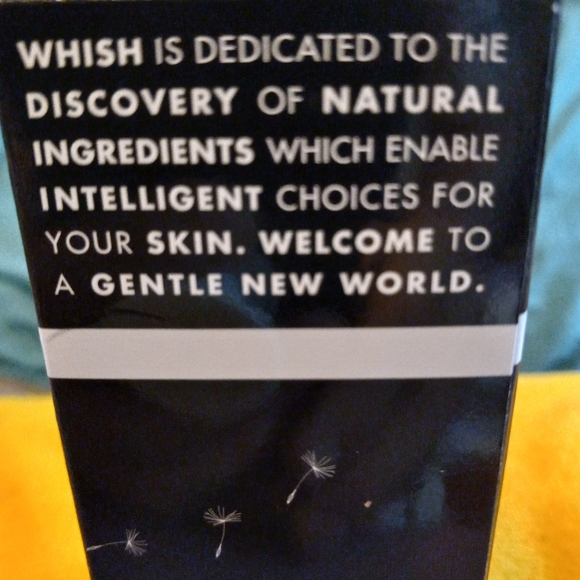 WHISH IS DEDICATED TO THE
DISCOVERY OF NATURAL
INGREDIENTS WHICH ENABLE
INTELLIGENT CHOICES FOR
YOUR SKIN. WELCOME TO
A GENTLE NEW WORLD.